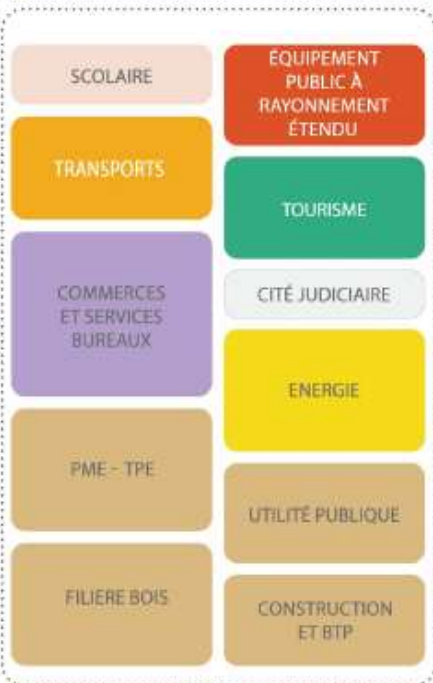 SCOLAIRE
TRANSPORTS
COMMERCES
ET SERVICES
BUREAUX
PME - TPE
FILIERE BOIS
ÉQUIPEMENT
PUBLIC À
RAYONNEMENT
ÉTENDU
TOURISME
CITÉ JUDICIAIRE
ENERGIE
UTILITÉ PUBLIQUE
CONSTRUCTION
ET BTP